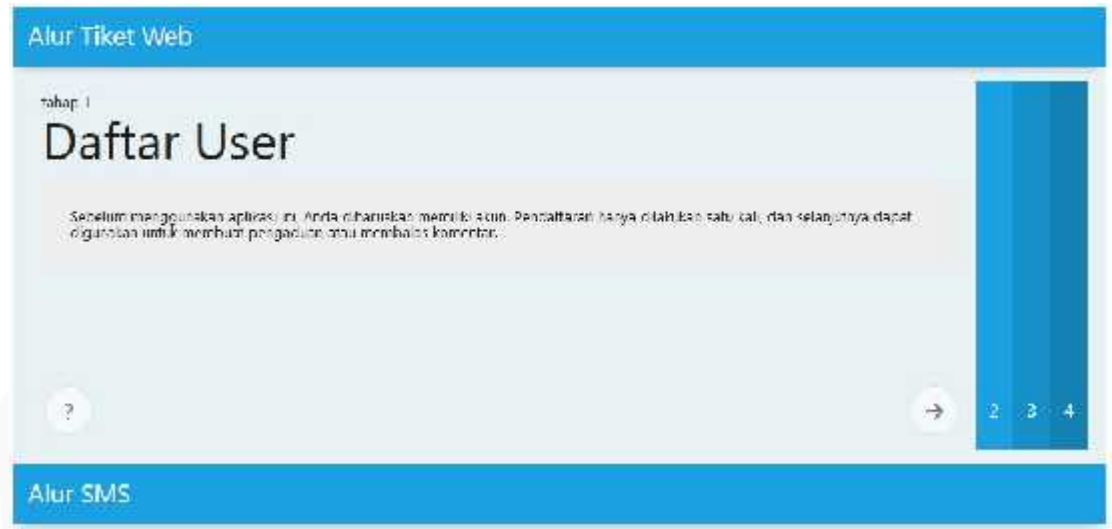 Alur Tiket Web
tahap 1
Daftar User
Sebelum menggunakan aplikasi ini, Anda diharuskan memiliki akun. Pendaftaran hanya dilakukan satu kali, dan selanjutnya dapat
digunakan untuk membuat pengaduan atau membalas komentar.
? → 2 3 4
Alur SMS